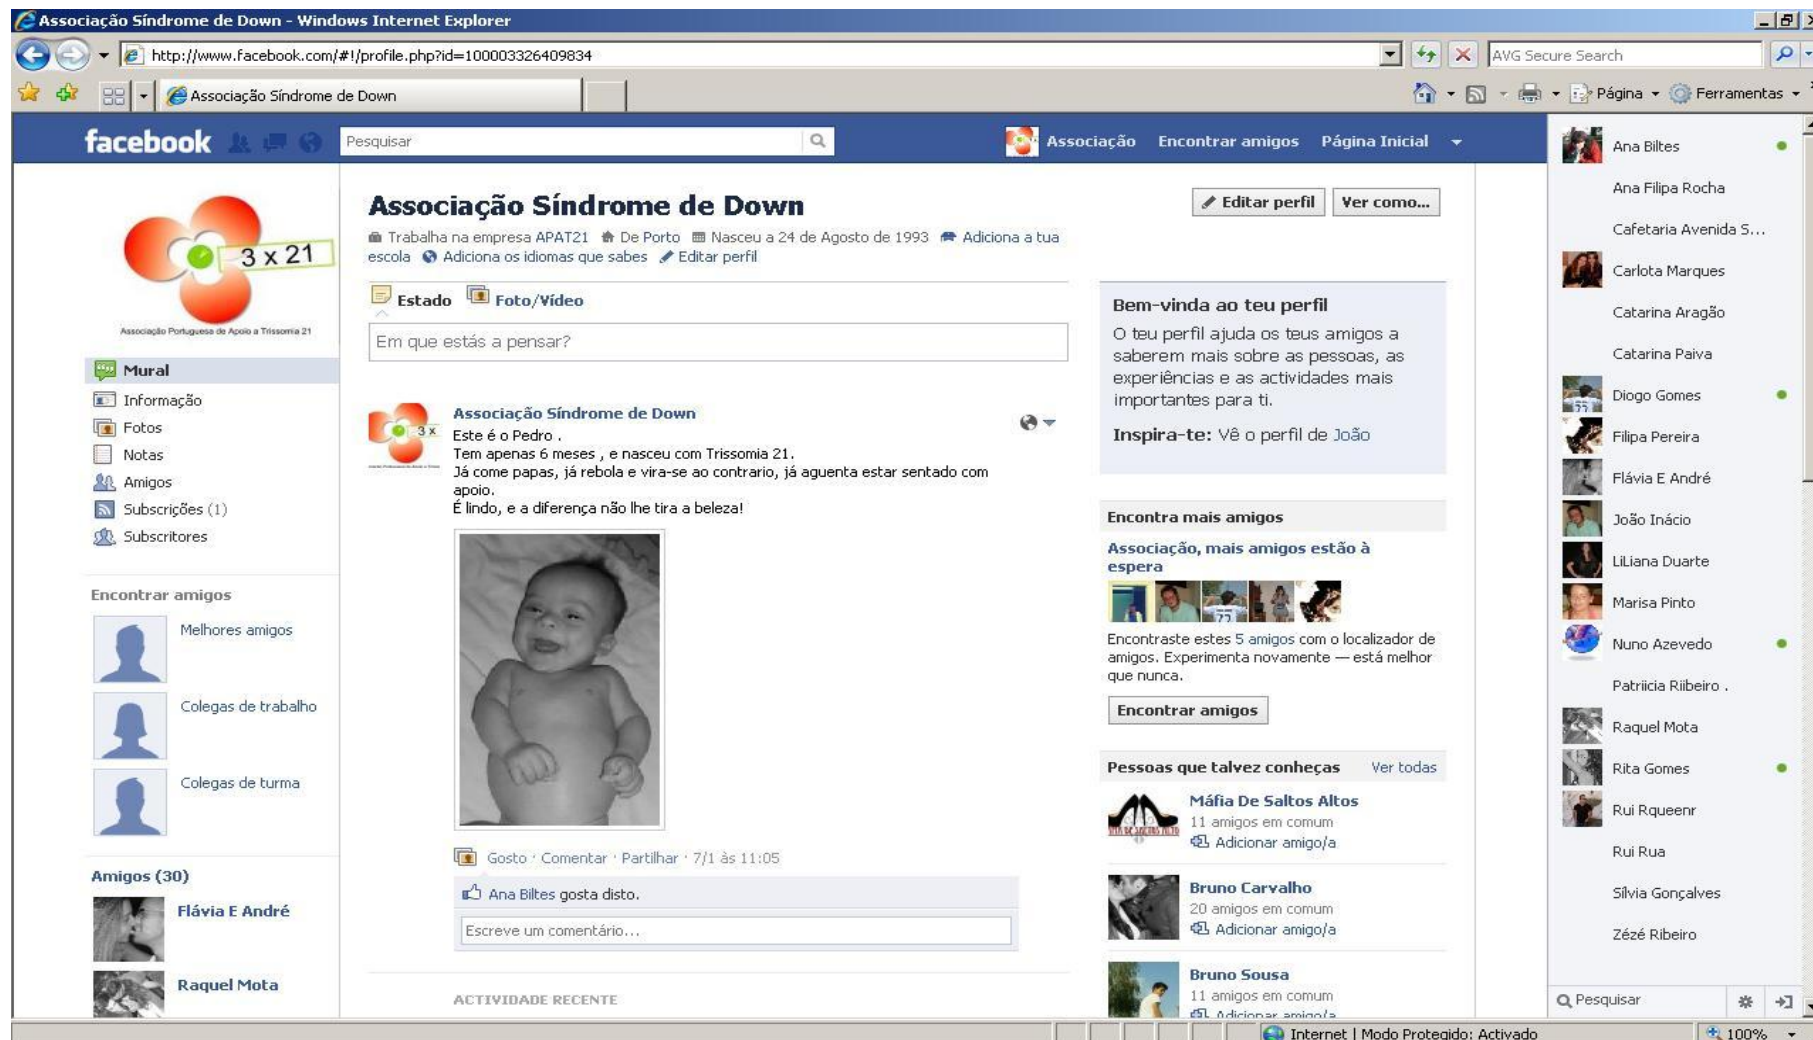 Associação Síndrome de Down - Windows Internet Explorer
http://www.facebook.com/#!/profile.php?id=100003326409834
AVG Secure Search
Associação Síndrome de Down
Página
Ferramentas
facebook
Pesquisar
Associação
Encontrar amigos
Página Inicial
3 x 21
Associação Portuguesa de Apoio a Trissomia 21
Mural
Informação
Fotos
Notas
Amigos
Subscrições (1)
Subscritores
Encontrar amigos
Melhores amigos
Colegas de trabalho
Colegas de turma
Amigos (30)
Flávia E André
Raquel Mota
Associação Síndrome de Down
Editar perfil
Ver como...
Trabalha na empresa APAT21 De Porto Nasceu a 24 de Agosto de 1993 Adiciona a tua
escola Adiciona os idiomas que sabes Editar perfil
Estado Foto/Vídeo
Em que estás a pensar?
3 x
Associação Síndrome de Down
Este é o Pedro .
Tem apenas 6 meses , e nasceu com Trissomia 21.
Já come papas, já rebola e vira-se ao contrario, já aguenta estar sentado com
apoio.
É lindo, e a diferença não lhe tira a beleza!
Gosto · Comentar · Partilhar · 7/1 às 11:05
Ana Biltes gosta disto.
Escreve um comentário...
ACTIVIDADE RECENTE
Bem-vinda ao teu perfil
O teu perfil ajuda os teus amigos a
saberem mais sobre as pessoas, as
experiências e as actividades mais
importantes para ti.
Inspira-te: Vê o perfil de João
Encontra mais amigos
Associação, mais amigos estão à
espera
Encontraste estes 5 amigos com o localizador de
amigos. Experimenta novamente — está melhor
que nunca.
Encontrar amigos
Pessoas que talvez conheças Ver todas
Máfia De Saltos Altos
11 amigos em comum
Adicionar amigo/a
Bruno Carvalho
20 amigos em comum
Adicionar amigo/a
Bruno Sousa
11 amigos em comum
Adicionar amigo/a
Ana Biltes
Ana Filipa Rocha
Cafetaria Avenida S...
Carlota Marques
Catarina Aragão
Catarina Paiva
Diogo Gomes
Filipa Pereira
Flávia E André
João Inácio
LiLiana Duarte
Marisa Pinto
Nuno Azevedo
Patriicia Riibeiro .
Raquel Mota
Rita Gomes
Rui Rqueenr
Rui Rua
Sílvia Gonçalves
Zézé Ribeiro
Pesquisar
Internet | Modo Protegido: Activado
100%